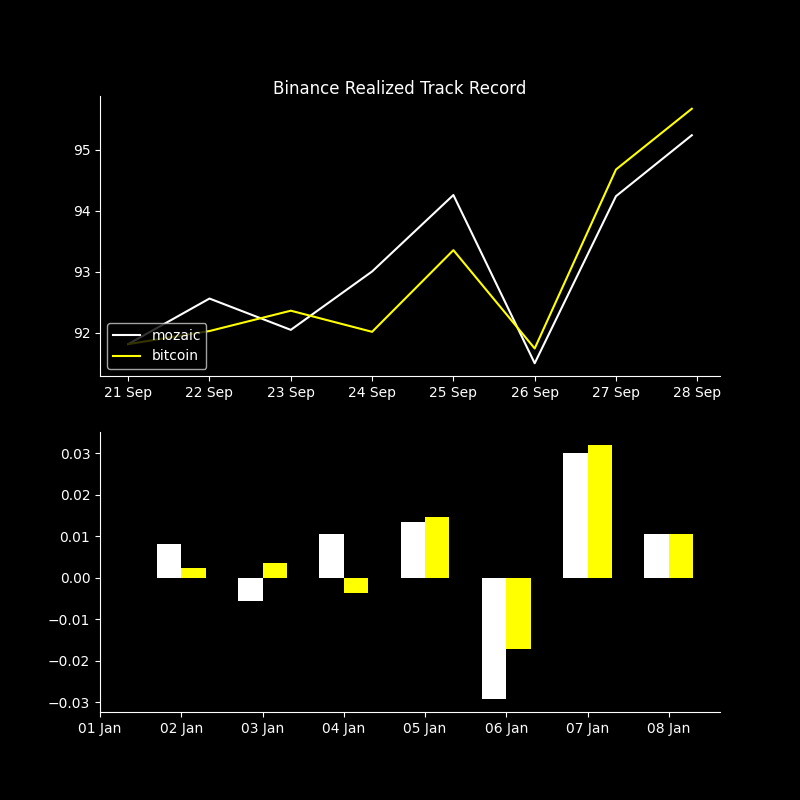 Binance Realized Track Record
95
94
93
92
mozaic
bitcoin
21 Sep 22 Sep 23 Sep 24 Sep 25 Sep 26 Sep 27 Sep 28 Sep
0.03
0.02
0.01
0.00
−0.01
−0.02
−0.03
01 Jan 02 Jan 03 Jan 04 Jan 05 Jan 06 Jan 07 Jan 08 Jan